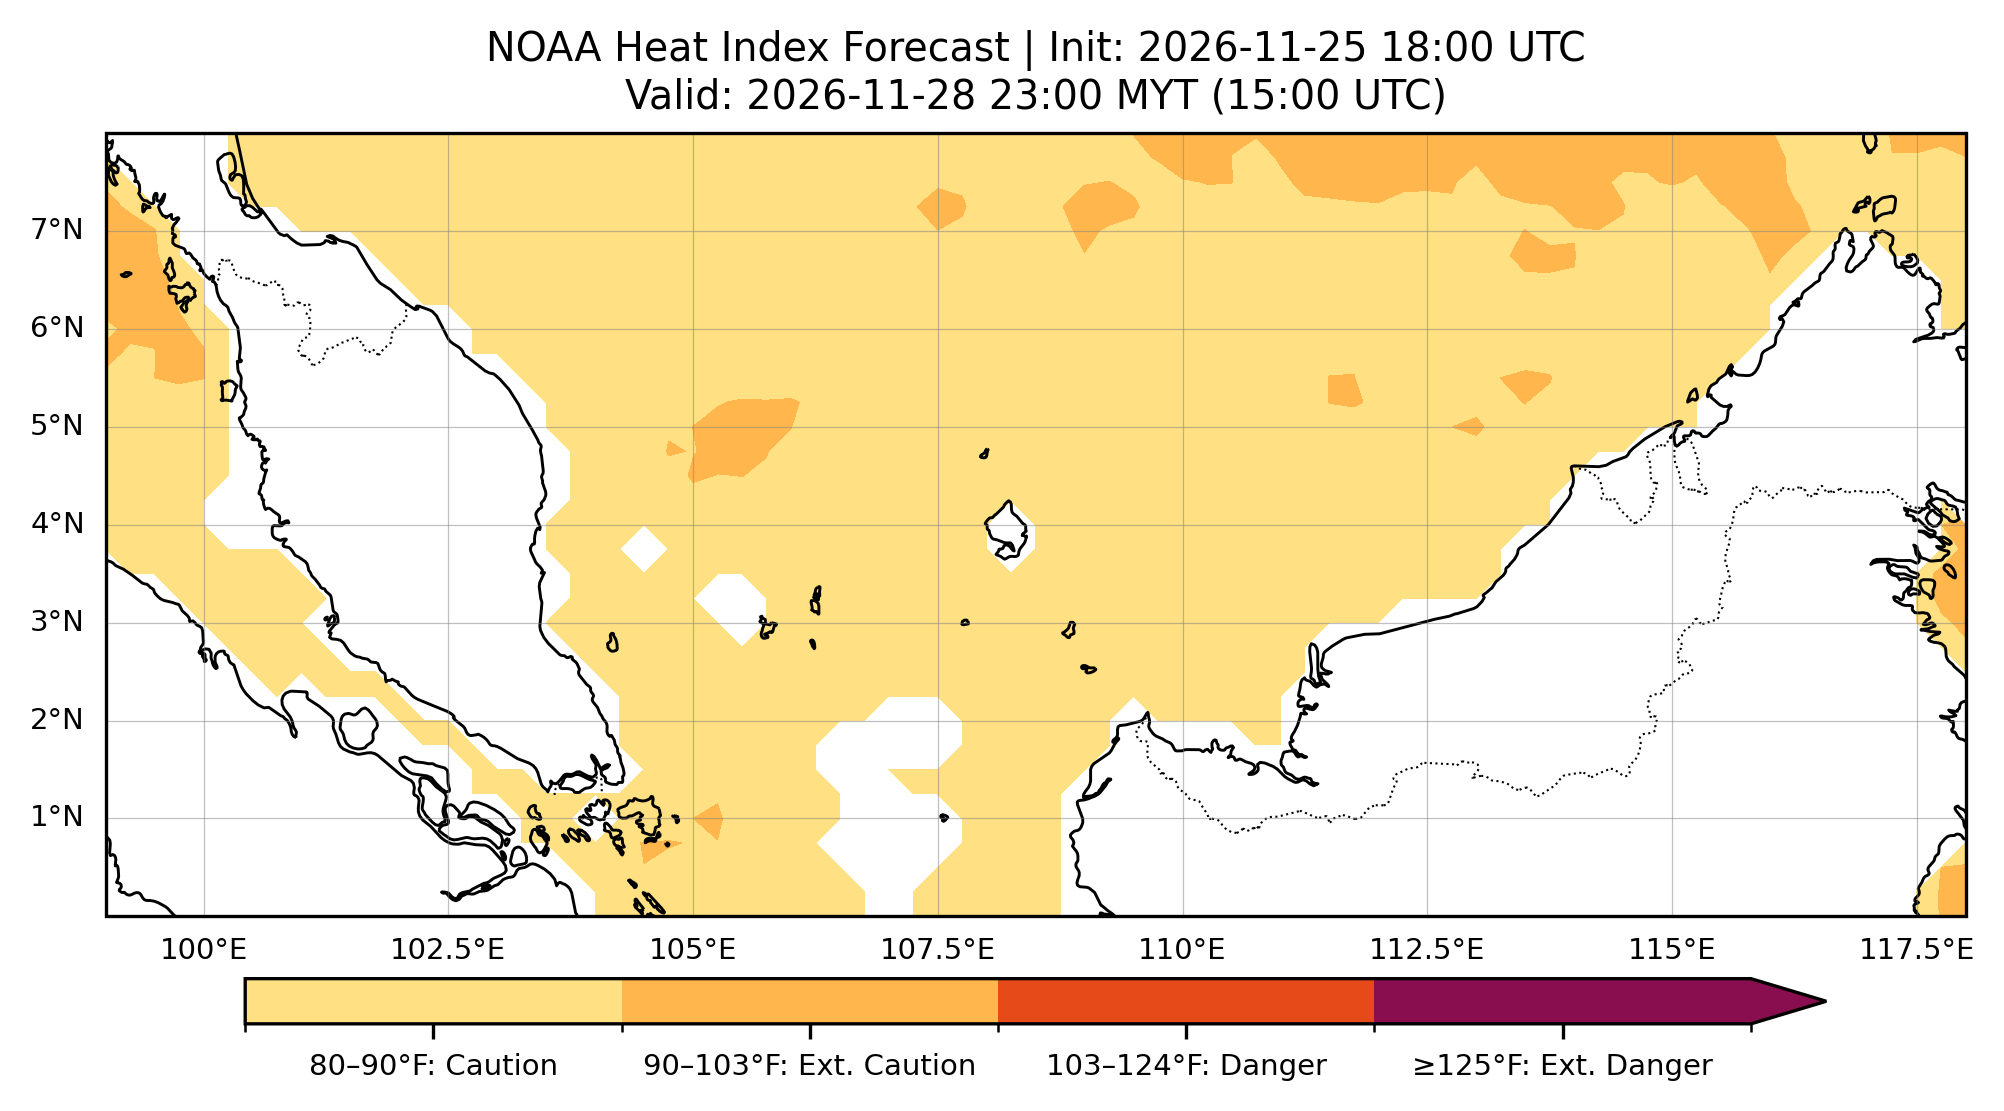 NOAA Heat Index Forecast | Init: 2026-11-25 18:00 UTC
Valid: 2026-11-28 23:00 MYT (15:00 UTC)
7°N
6°N
5°N
4°N
3°N
2°N
1°N
100°E 102.5°E 105°E 107.5°E 110°E 112.5°E 115°E 117.5°E
80–90°F: Caution 90–103°F: Ext. Caution 103–124°F: Danger ≥125°F: Ext. Danger